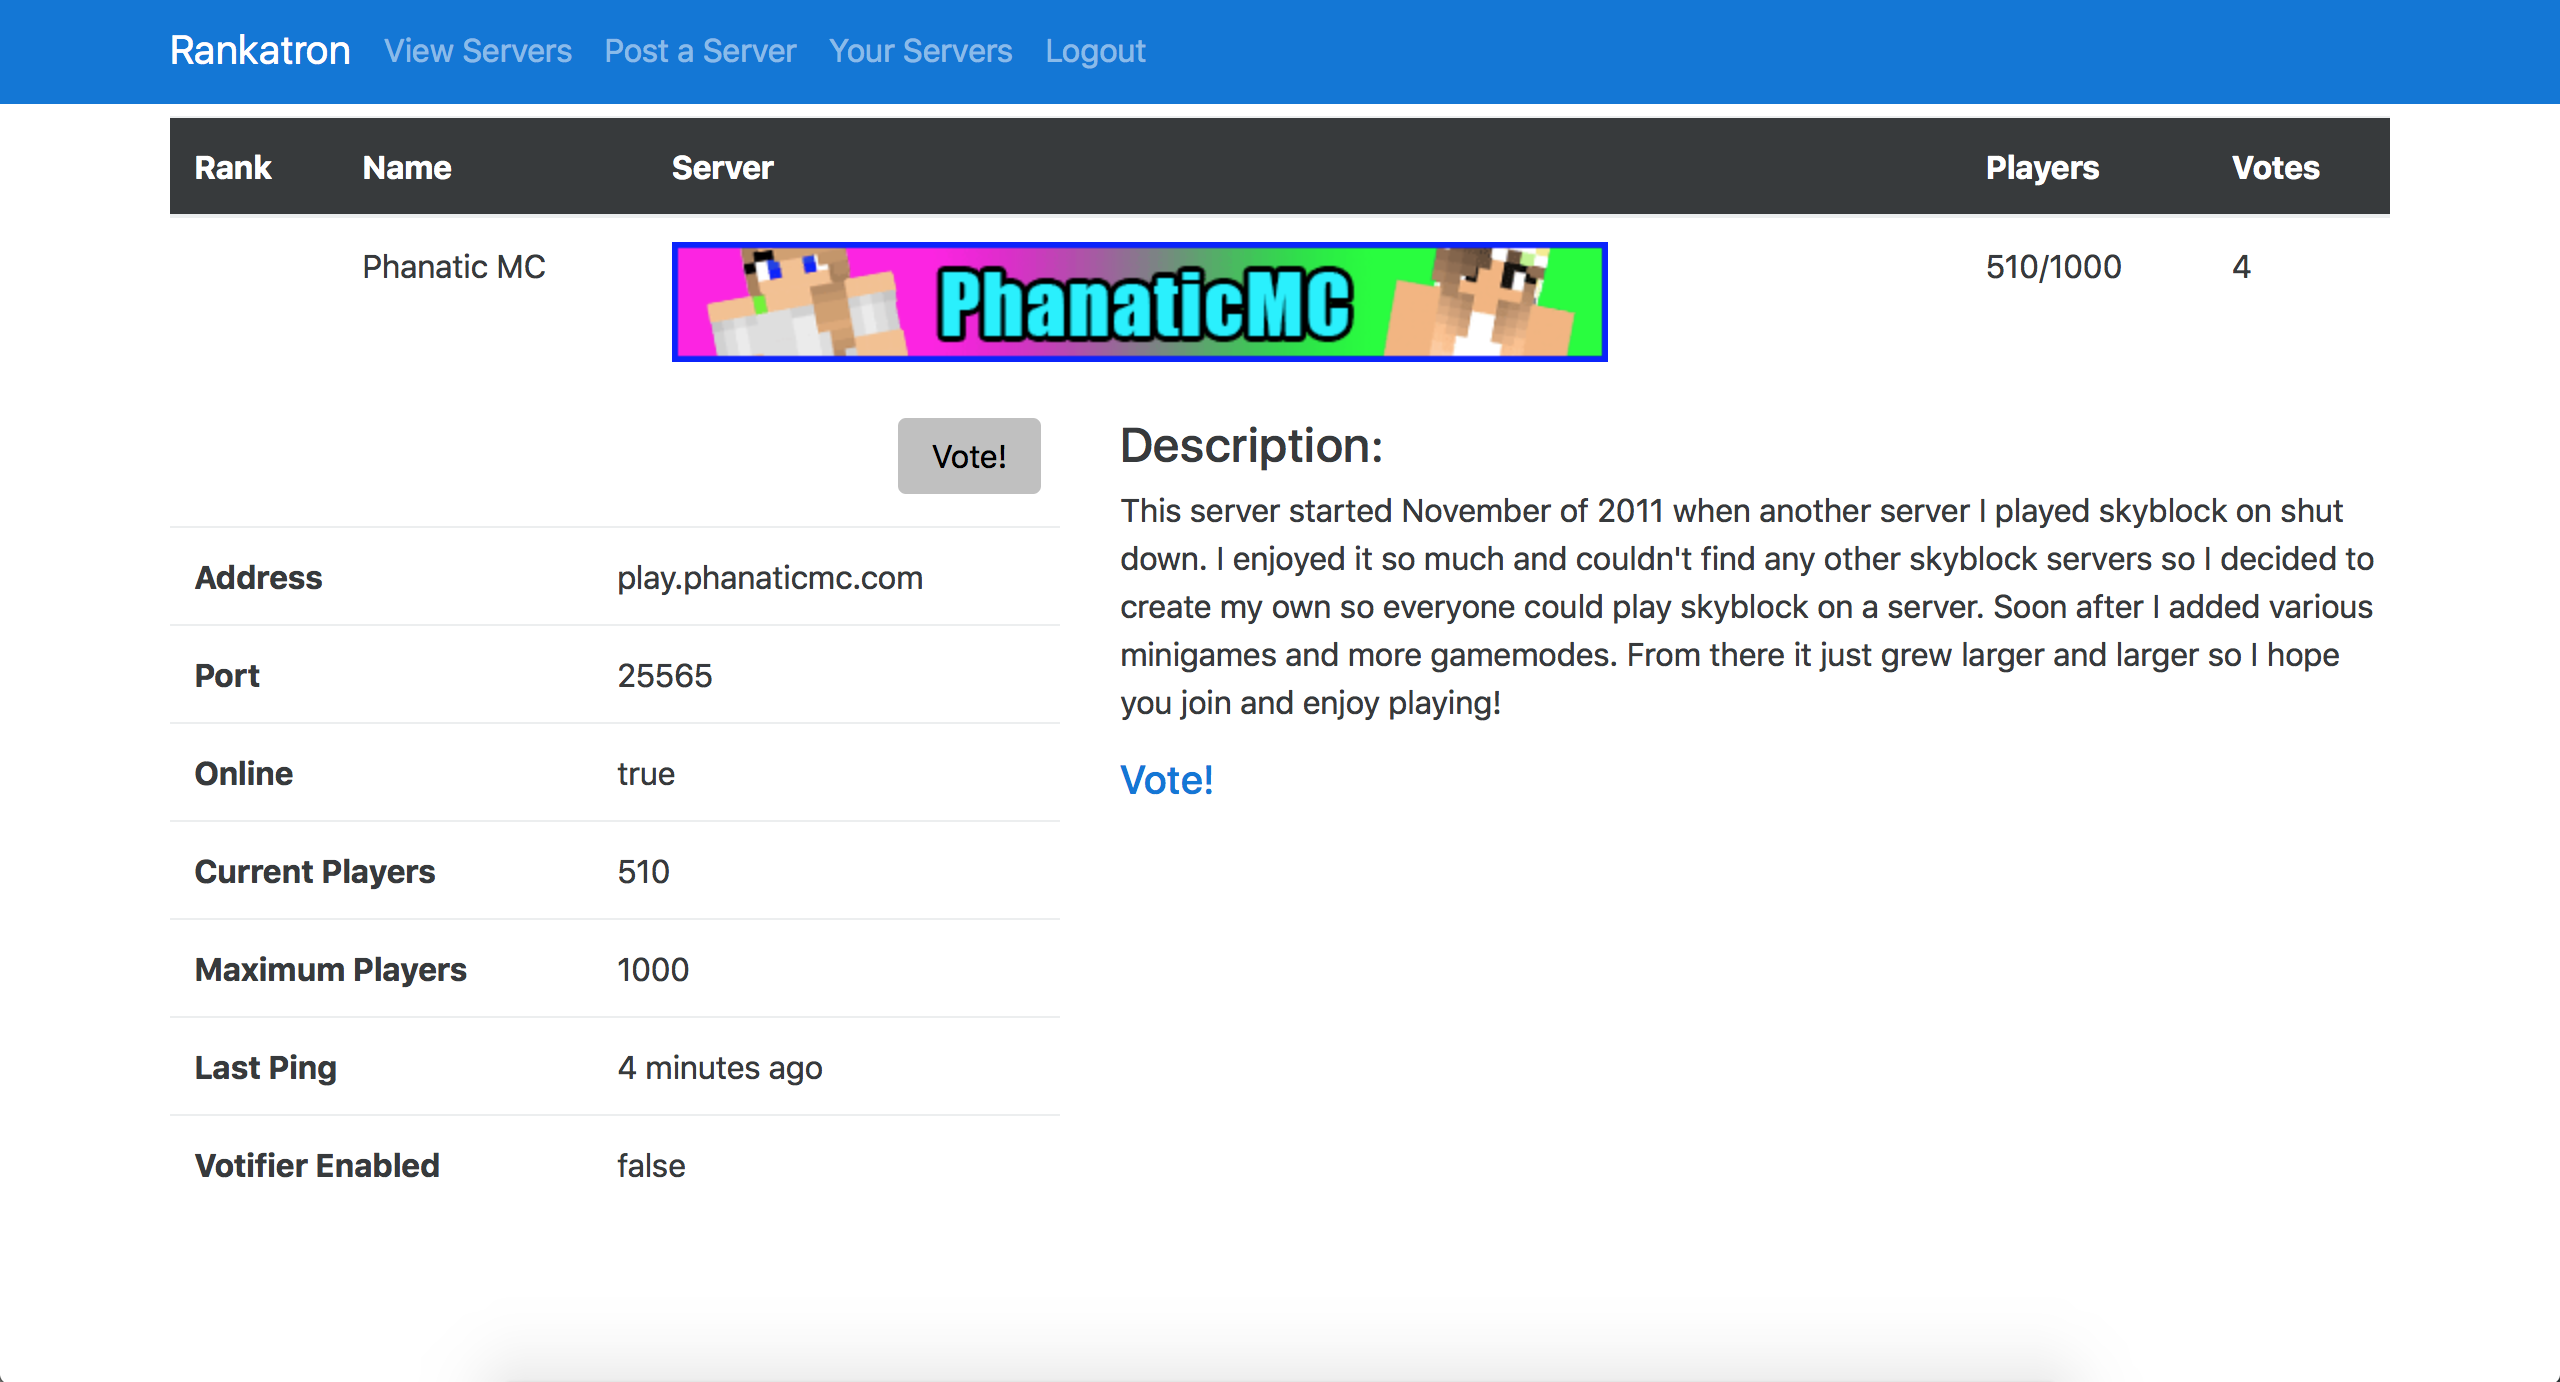 Rankatron View Servers Post a Server Your Servers Logout
Rank Name Server Players Votes
Phanatic MC PhanaticMC 510/1000 4
Vote!
Address play.phanaticmc.com
Port 25565
Online true
Current Players 510
Maximum Players 1000
Last Ping 4 minutes ago
Votifier Enabled false
Description:
This server started November of 2011 when another server I played skyblock on shut
down. I enjoyed it so much and couldn't find any other skyblock servers so I decided to
create my own so everyone could play skyblock on a server. Soon after I added various
minigames and more gamemodes. From there it just grew larger and larger so I hope
you join and enjoy playing!
Vote!